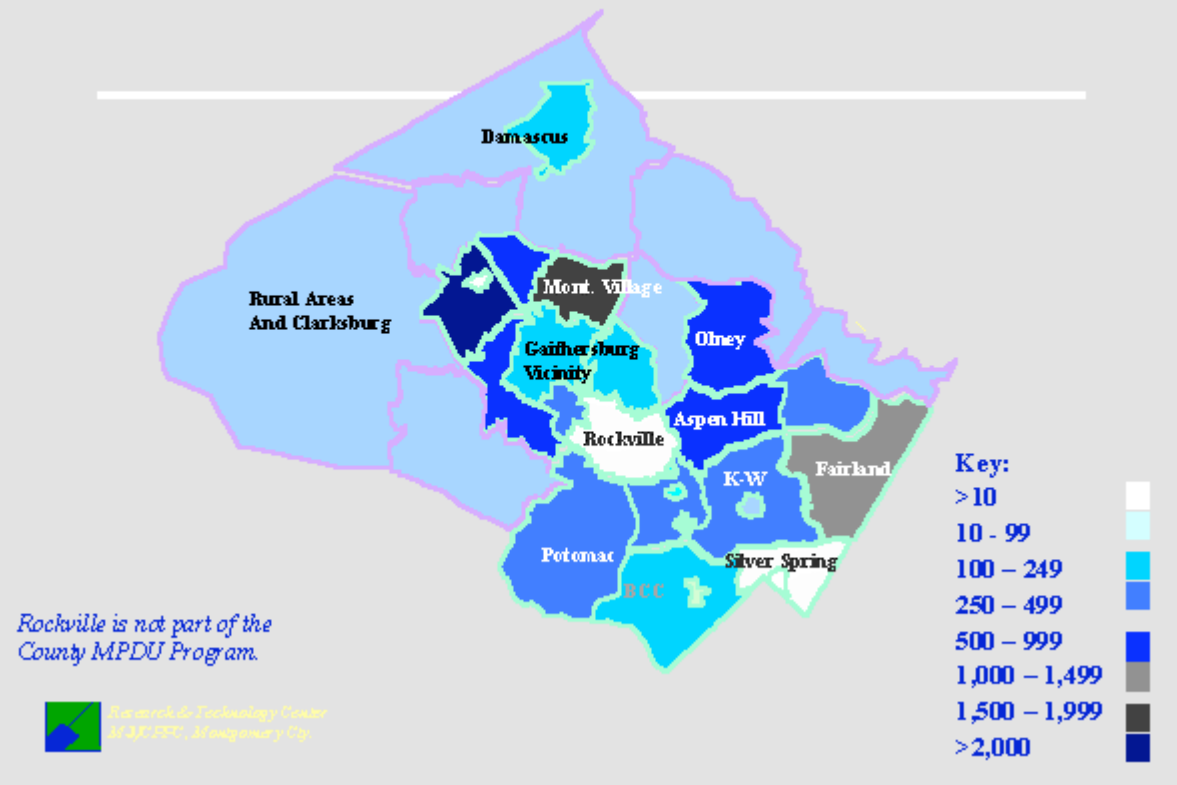 Damascus
Rural Areas
And Clarksburg
Mont. Village
Olney
Gaithersburg
Vicinity
Aspen Hill
Rockville
Fairland
K-W
Potomac
Silver Spring
BCC
Key:
>10
10 - 99
100 – 249
250 – 499
500 – 999
1,000 – 1,499
1,500 – 1,999
>2,000
Rockville is not part of the
County MPDU Program.
Research & Technology Center
Montgomery Cty.